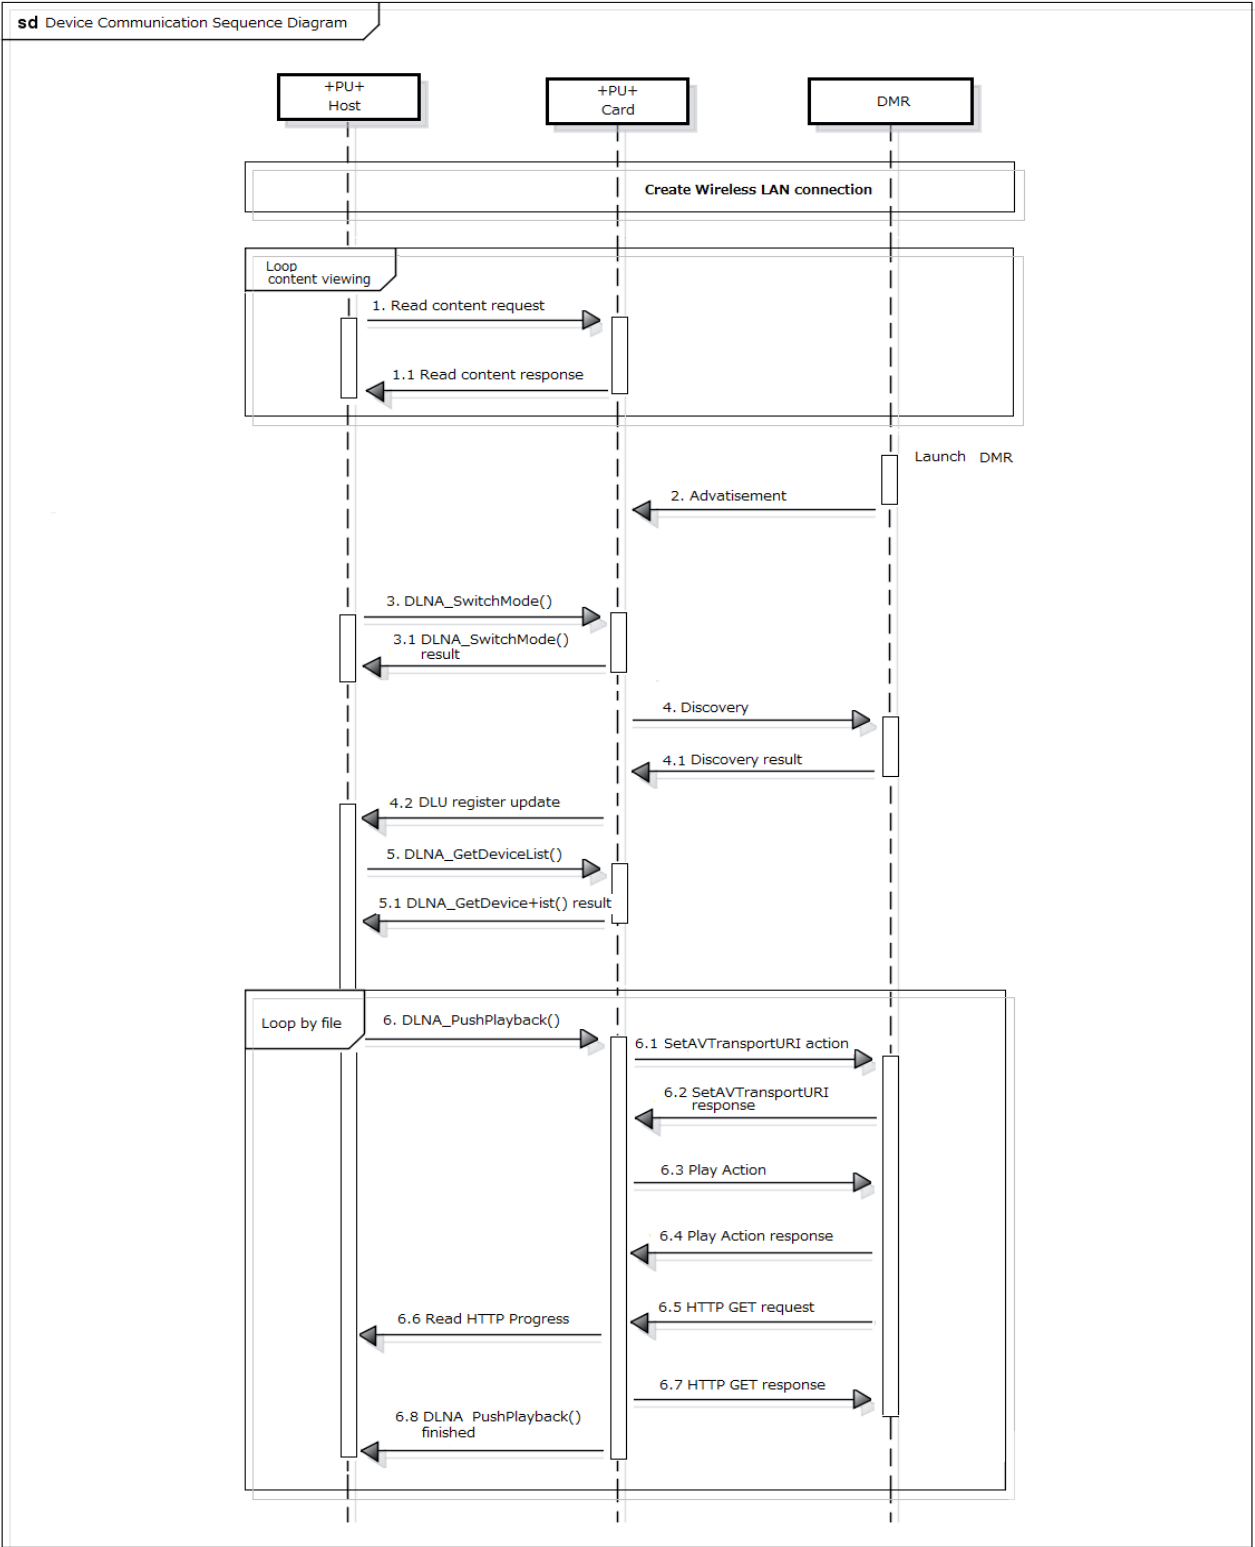 sd Device Communication Sequence Diagram
+PU+
Host
+PU+
Card
DMR
Create Wireless LAN connection
Loop
content viewing
1. Read content request
1.1 Read content response
Launch DMR
2. Advatisement
3. DLNA_SwitchMode()
3.1 DLNA_SwitchMode()
result
4. Discovery
4.1 Discovery result
4.2 DLU register update
5. DLNA_GetDeviceList()
5.1 DLNA_GetDevice+ist() result
Loop by file
6. DLNA_PushPlayback()
6.1 SetAVTransportURI action
6.2 SetAVTransportURI
response
6.3 Play Action
6.4 Play Action response
6.5 HTTP GET request
6.6 Read HTTP Progress
6.7 HTTP GET response
6.8 DLNA PushPlayback()
finished